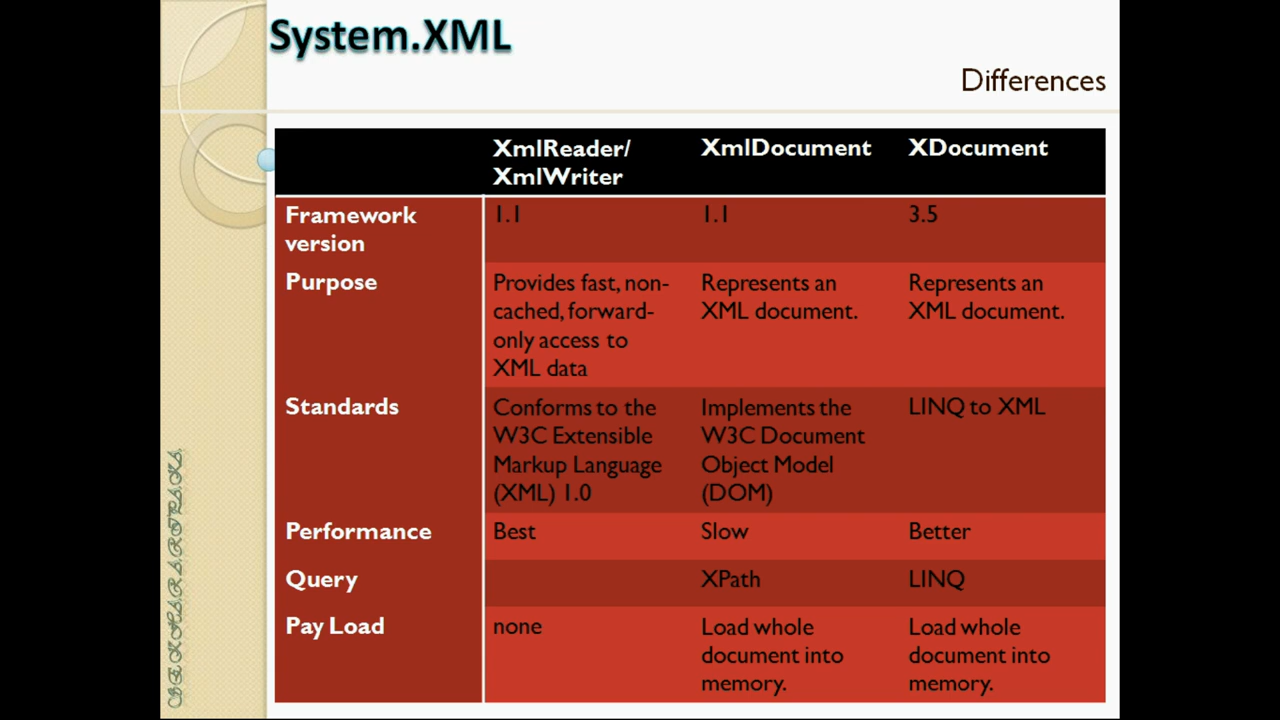 System.XML
Differences
XmlReader/
XmlWriter
XmlDocument
XDocument
Framework
version
1.1
1.1
3.5
Purpose
Provides fast, non-
cached, forward-
only access to
XML data
Represents an
XML document.
Represents an
XML document.
Standards
Conforms to the
W3C Extensible
Markup Language
(XML) 1.0
Implements the
W3C Document
Object Model
(DOM)
LINQ to XML
Performance
Best
Slow
Better
Query
XPath
LINQ
Pay Load
none
Load whole
document into
memory.
Load whole
document into
memory.